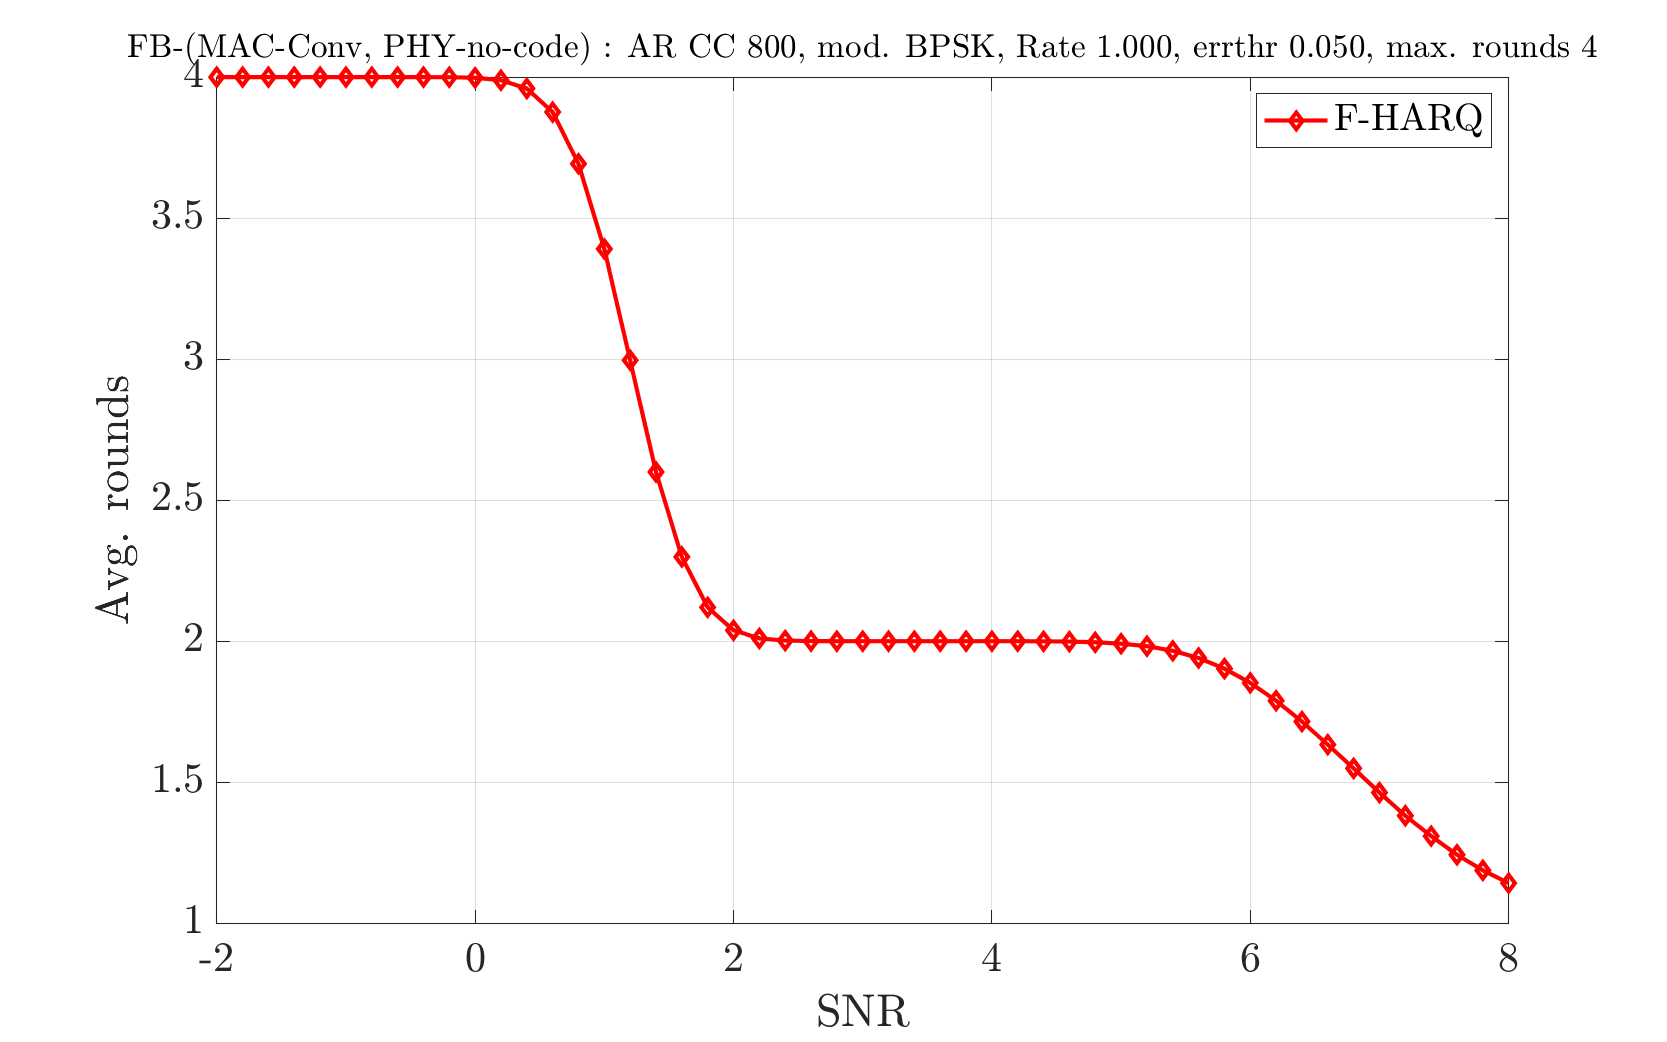 FB-(MAC-Conv, PHY-no-code) : AR CC 800, mod. BPSK, Rate 1.000, errthr 0.050, max. rounds 4
F-HARQ
4
3.5
3
2.5
2
1.5
1
Avg. rounds
-2 0 2 4 6 8
SNR